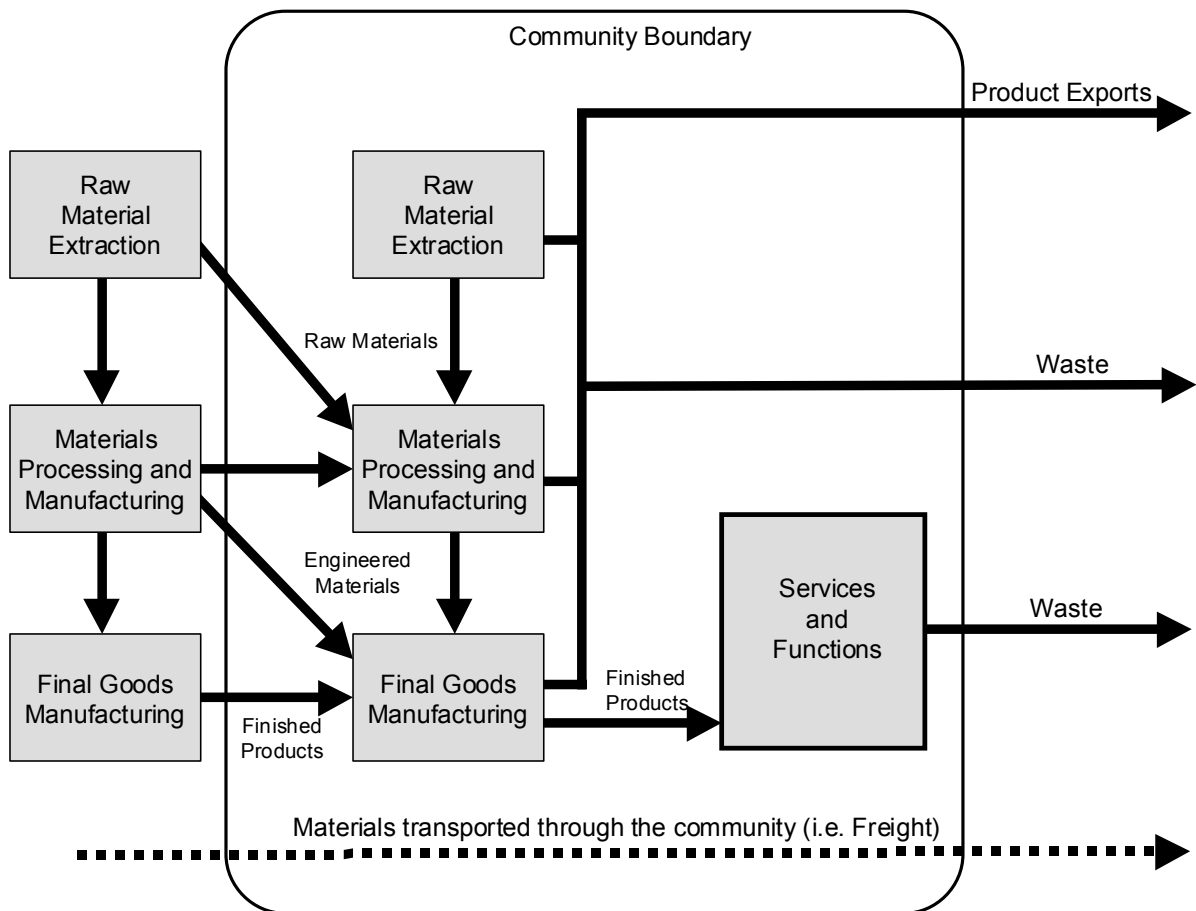 Community Boundary
Product Exports
Raw
Material
Extraction
Raw
Material
Extraction
Raw Materials
Waste
Materials
Processing and
Manufacturing
Materials
Processing and
Manufacturing
Engineered
Materials
Services
and
Functions
Waste
Final Goods
Manufacturing
Finished
Products
Final Goods
Manufacturing
Finished
Products
Materials transported through the community (i.e. Freight)